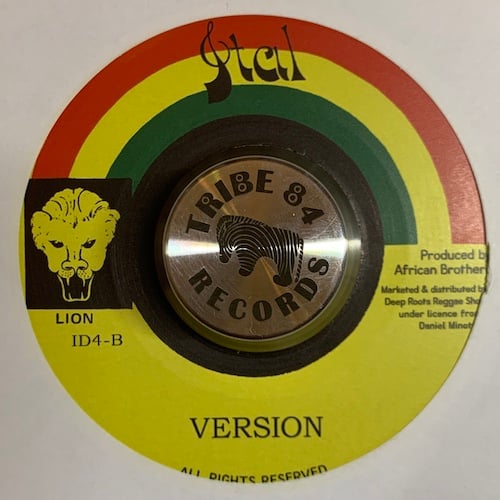 Ital
TRIBE 84
RECORDS
Produced by
African Brother
Marketed & distributed by
Deep Roots Reggae Sho
under licence fro
Daniel Minot
LION
ID4-B
VERSION
ALL RIGHTS RESERVED